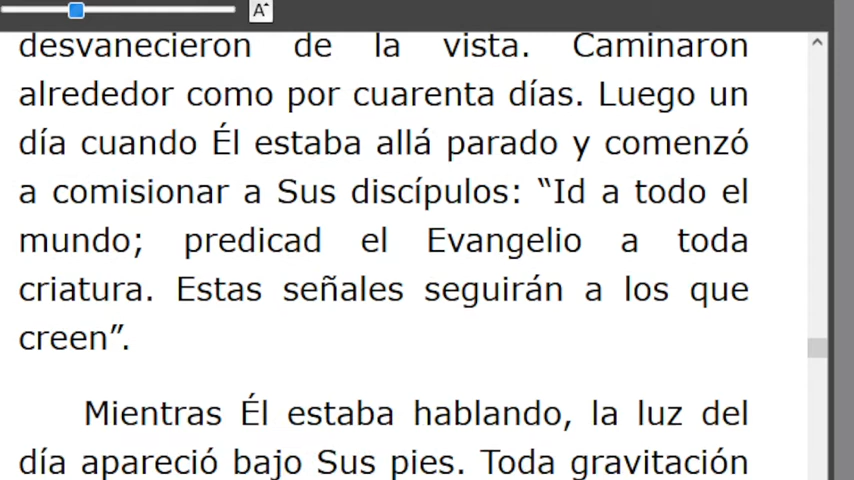 A
desvanecieron de la vista. Caminaron
alrededor como por cuarenta días. Luego un
día cuando Él estaba allá parado y comenzó
a comisionar a Sus discípulos: “Id a todo el
mundo; predicad el Evangelio a toda
criatura. Estas señales seguirán a los que
creen”.
Mientras Él estaba hablando, la luz del
día apareció bajo Sus pies. Toda gravitación